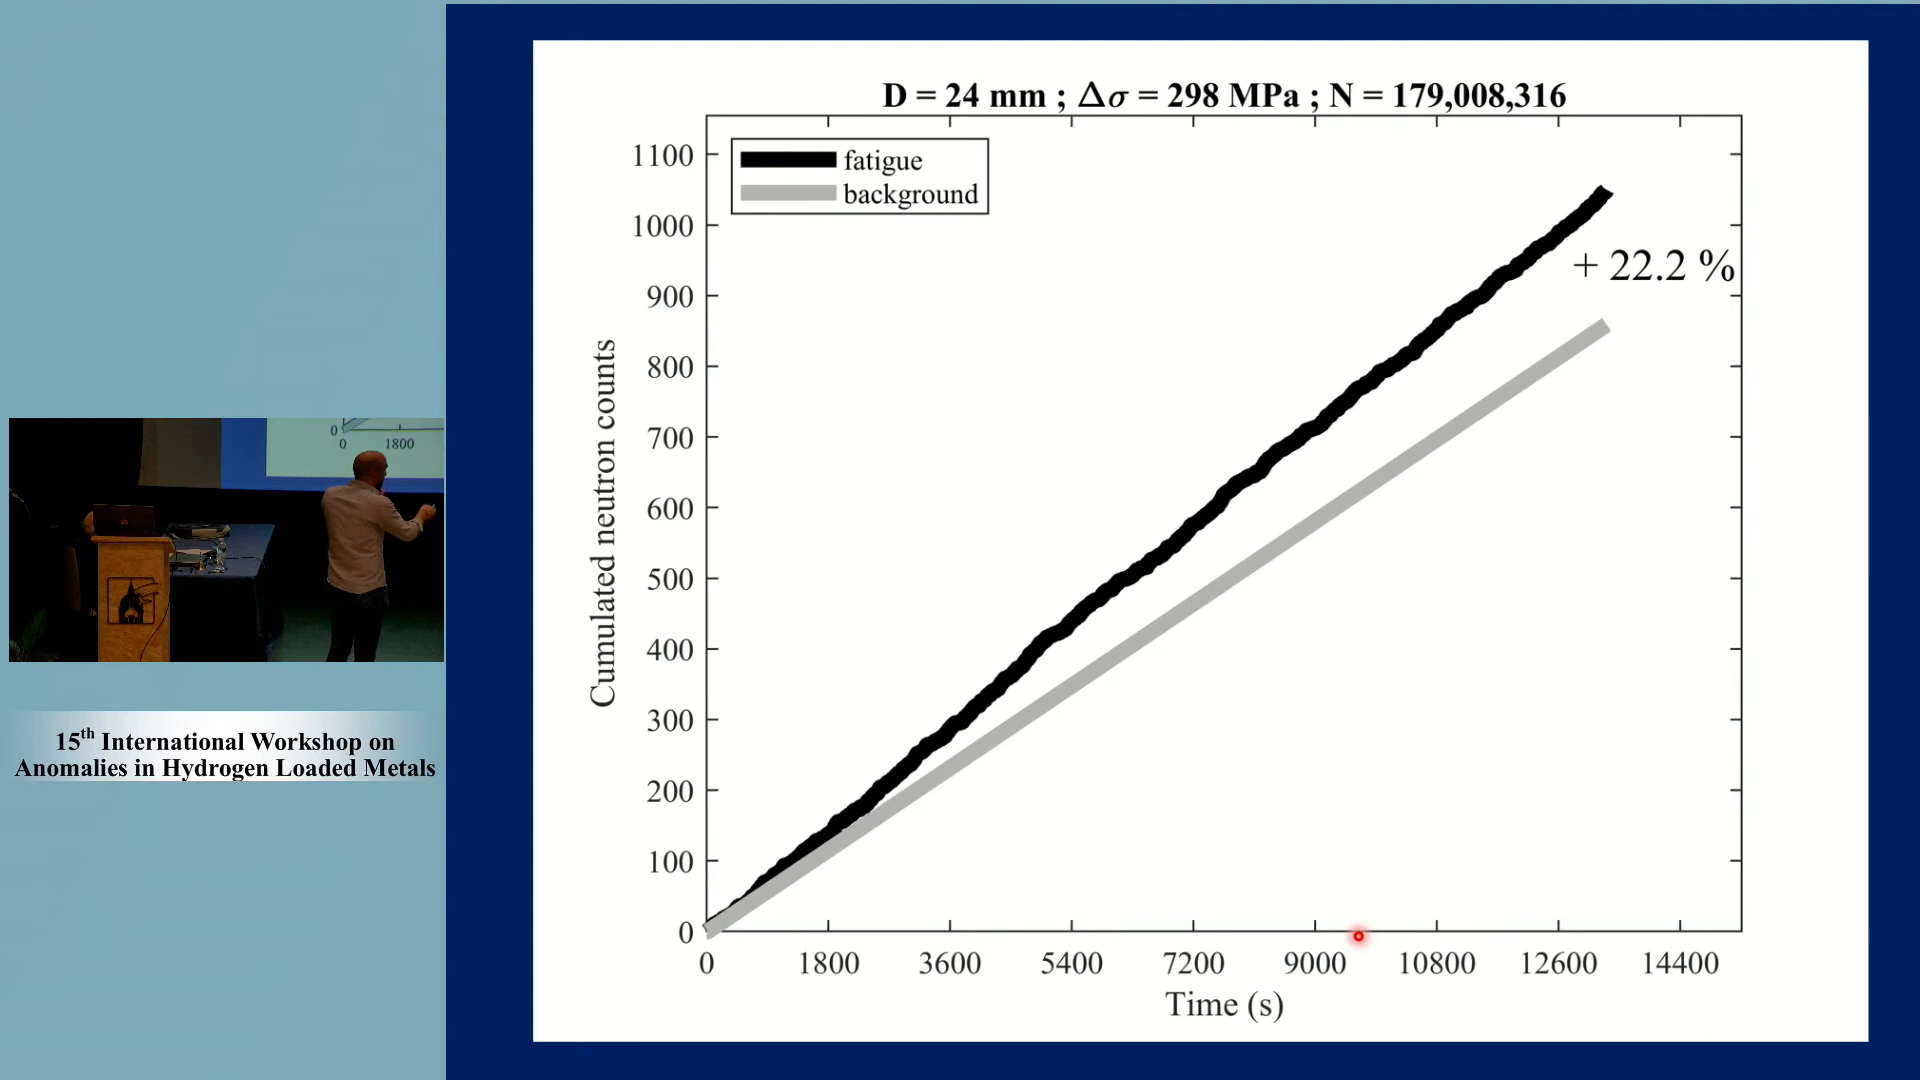 D = 24 mm ; Δσ = 298 MPa ; N = 179,008,316
fatigue
background
+ 22.2 %
1100
1000
900
800
700
600
500
400
300
200
100
0
Cumulated neutron counts
0 1800 3600 5400 7200 9000 10800 12600 14400
Time (s)
0
0 1800
15th International Workshop on
Anomalies in Hydrogen Loaded Metals